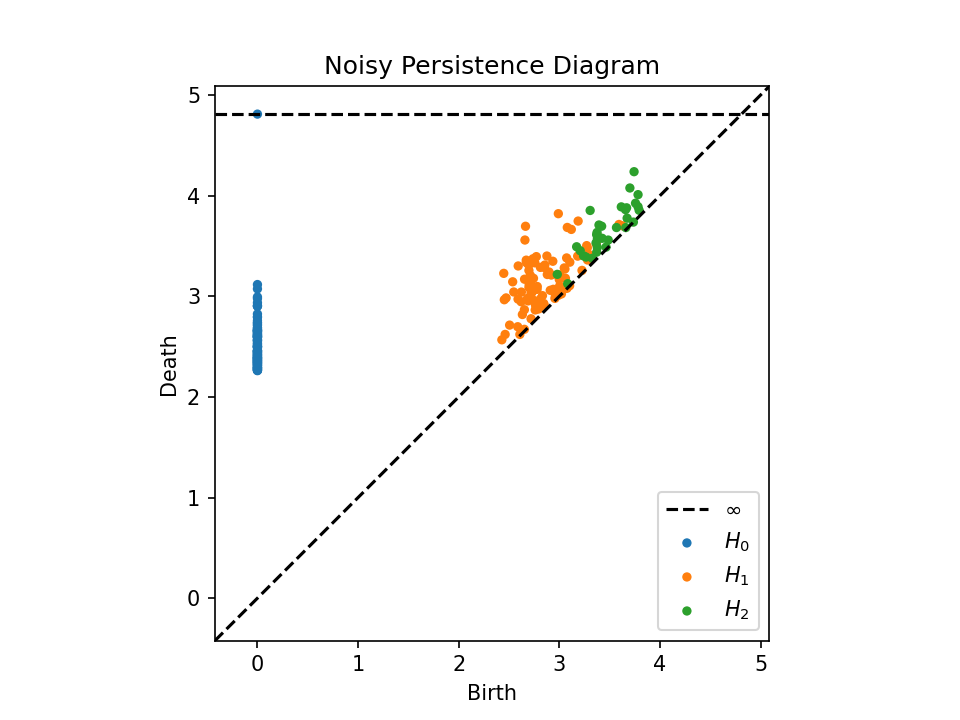 Noisy Persistence Diagram
5
4
3
2
1
0
Death
0 1 2 3 4 5
Birth
∞
H₀
H₁
H₂